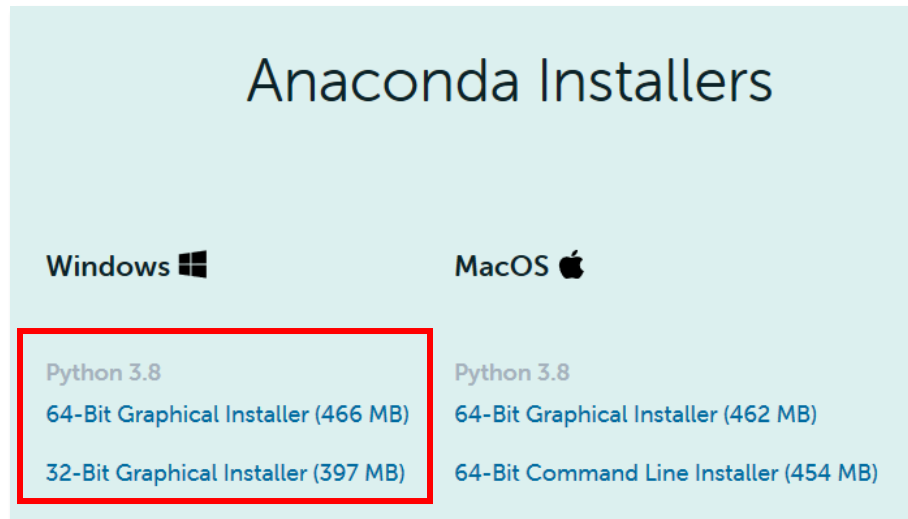 Anaconda Installers
Windows
MacOS
Python 3.8
64-Bit Graphical Installer (466 MB)
32-Bit Graphical Installer (397 MB)
Python 3.8
64-Bit Graphical Installer (462 MB)
64-Bit Command Line Installer (454 MB)